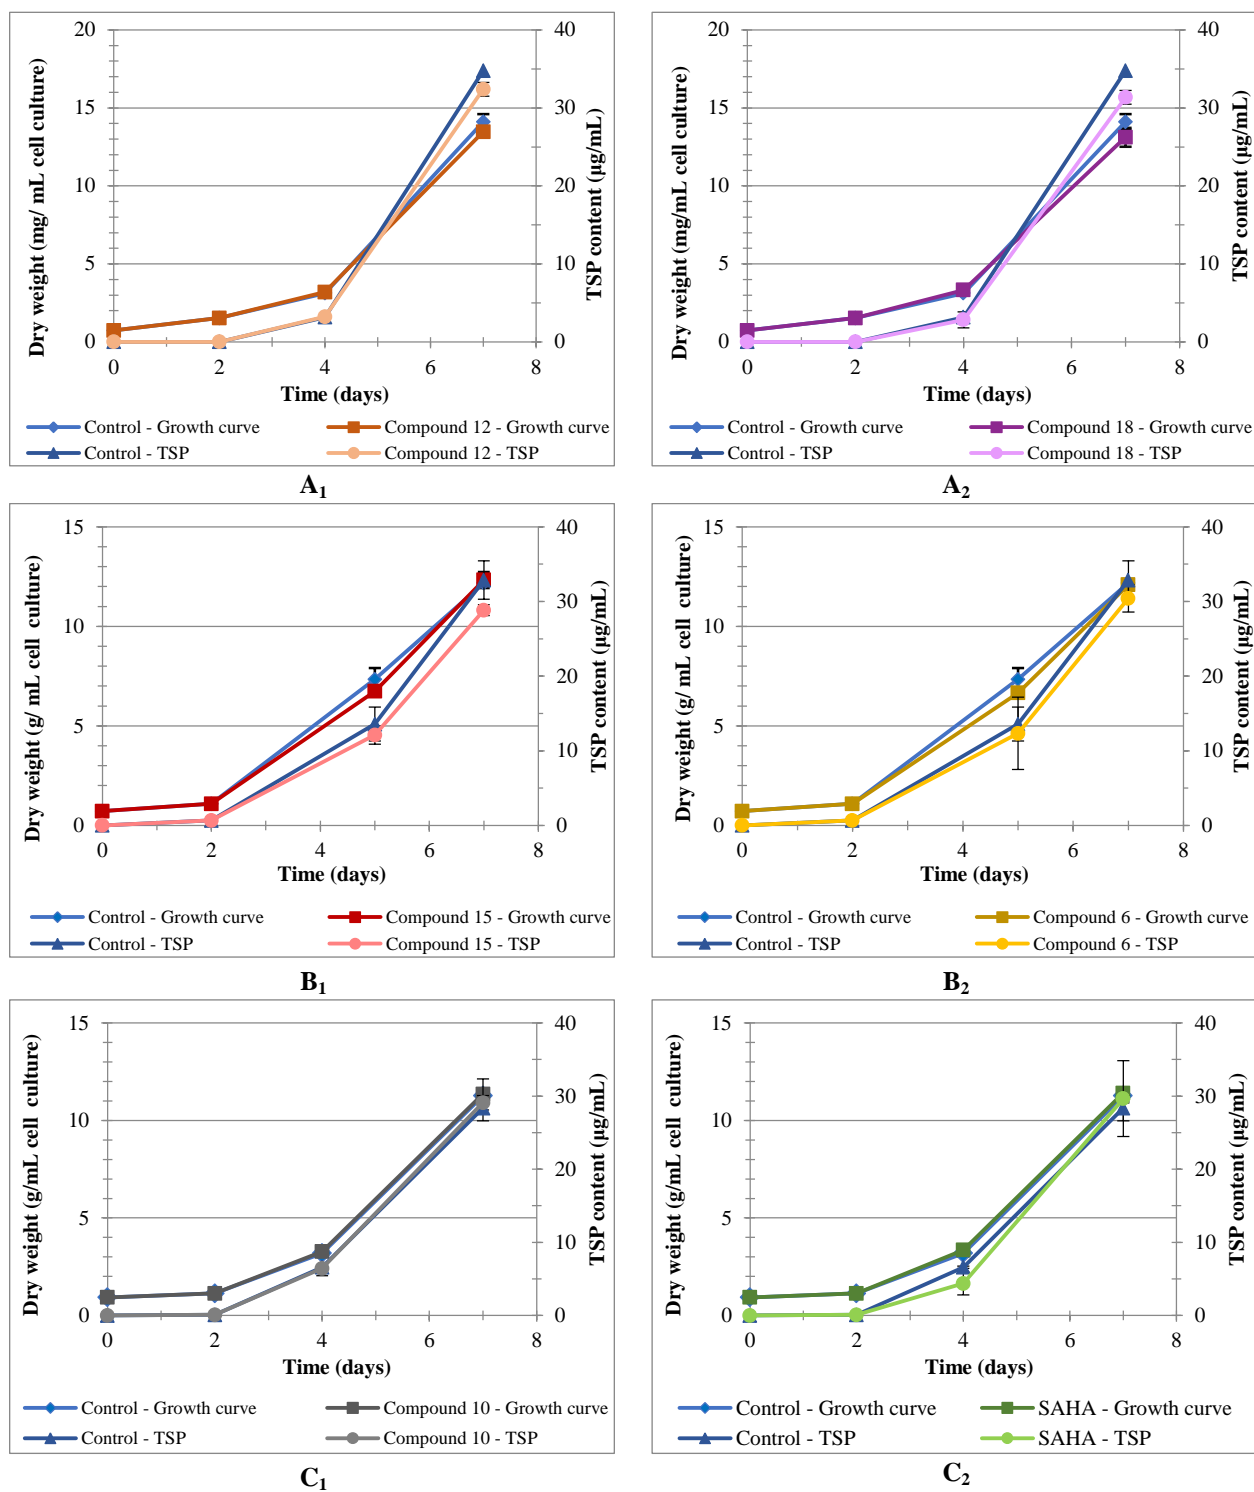 20
15
10
5
0
40
30
20
10
0
0 2 4 6 8
Dry weight (mg/ mL cell culture)
TSP content (µg/mL)
Time (days)
Control - Growth curve
Compound 12 - Growth curve
Control - TSP
Compound 12 - TSP
A1
20
15
10
5
0
40
30
20
10
0
0 2 4 6 8
Dry weight (mg/mL cell culture)
TSP content (µg/mL)
Time (days)
Control - Growth curve
Compound 18 - Growth curve
Control - TSP
Compound 18 - TSP
A2
15
10
5
0
40
30
20
10
0
0 2 4 6 8
Dry weight (g/ mL cell culture)
TSP content (µg/mL)
Time (days)
Control - Growth curve
Compound 15 - Growth curve
Control - TSP
Compound 15 - TSP
B1
15
10
5
0
40
30
20
10
0
0 2 4 6 8
Dry weight (g/ mL cell culture)
TSP content (µg/mL)
Time (days)
Control - Growth curve
Compound 6 - Growth curve
Control - TSP
Compound 6 - TSP
B2
15
10
5
0
40
30
20
10
0
0 2 4 6 8
Dry weight (g/mL cell culture)
TSP content (µg/mL)
Time (days)
Control - Growth curve
Compound 10 - Growth curve
Control - TSP
Compound 10 - TSP
C1
15
10
5
0
40
30
20
10
0
0 2 4 6 8
Dry weight (g/mL cell culture)
TSP content (µg/mL)
Time (days)
Control - Growth curve
SAHA - Growth curve
Control - TSP
SAHA - TSP
C2